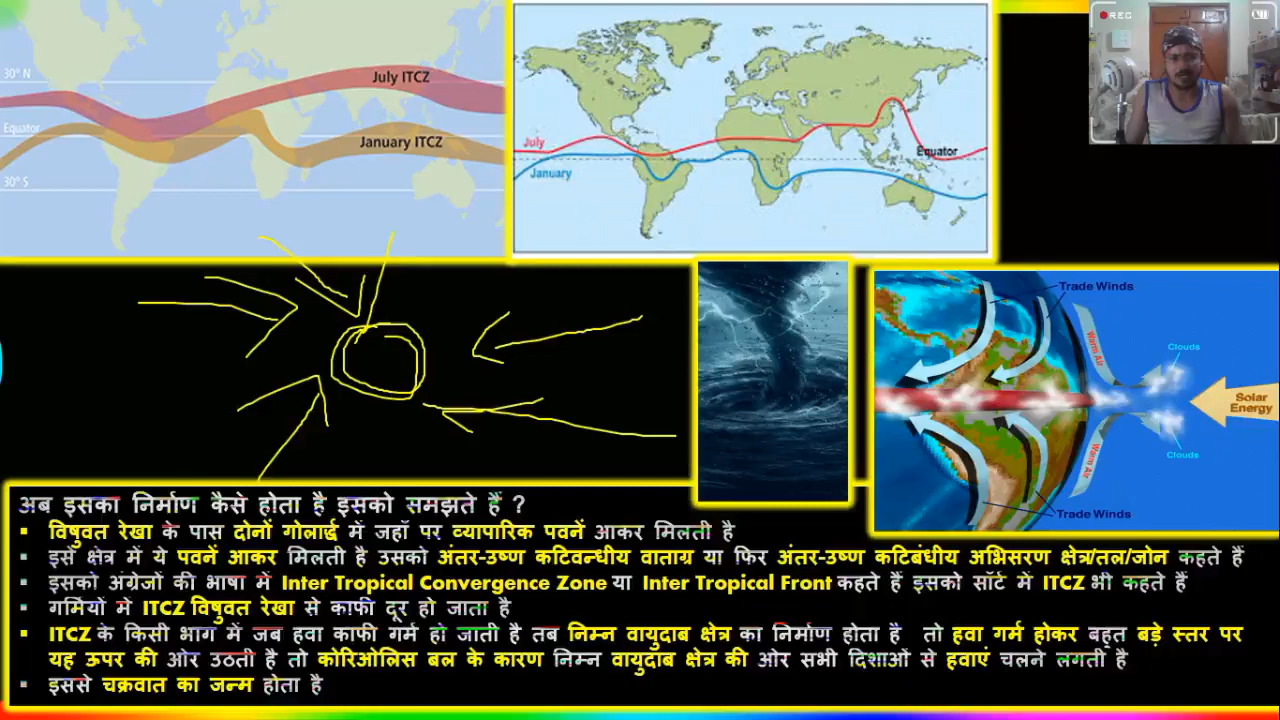 REC
30° N
July ITCZ
Equator
January ITCZ
30° S
July
Equator
January
Trade Winds
Warm Air
Clouds
Solar
Energy
Clouds
Warm Air
Trade Winds
अब इसका निर्माण कैसे होता है इसको समझते हैं ?
विषुवत रेखा के पास दोनों गोलार्द्ध में जहाँ पर व्यापारिक पवनें आकर मिलती है
इसे क्षेत्र में ये पवनें आकर मिलती है उसको अंतर-उष्ण कटिवन्धीय वाताग्र या फिर अंतर-उष्ण कटिबंधीय अभिसरण क्षेत्र/तल/जोन कहते हैं
इसको अंग्रेजों की भाषा में Inter Tropical Convergence Zone या Inter Tropical Front कहते हैं इसको सॉर्ट में ITCZ भी कहते हैं
गर्मियों में ITCZ विषुवत रेखा से काफी दूर हो जाता है
ITCZ के किसी भाग में जब हवा काफी गर्म हो जाती है तब निम्न वायुदाब क्षेत्र का निर्माण होता है तो हवा गर्म होकर बहुत बड़े स्तर पर
यह ऊपर की ओर उठती है तो कोरिओलिस बल के कारण निम्न वायुदाब क्षेत्र की ओर सभी दिशाओं से हवाएं चलने लगती है
इससे चक्रवात का जन्म होता है